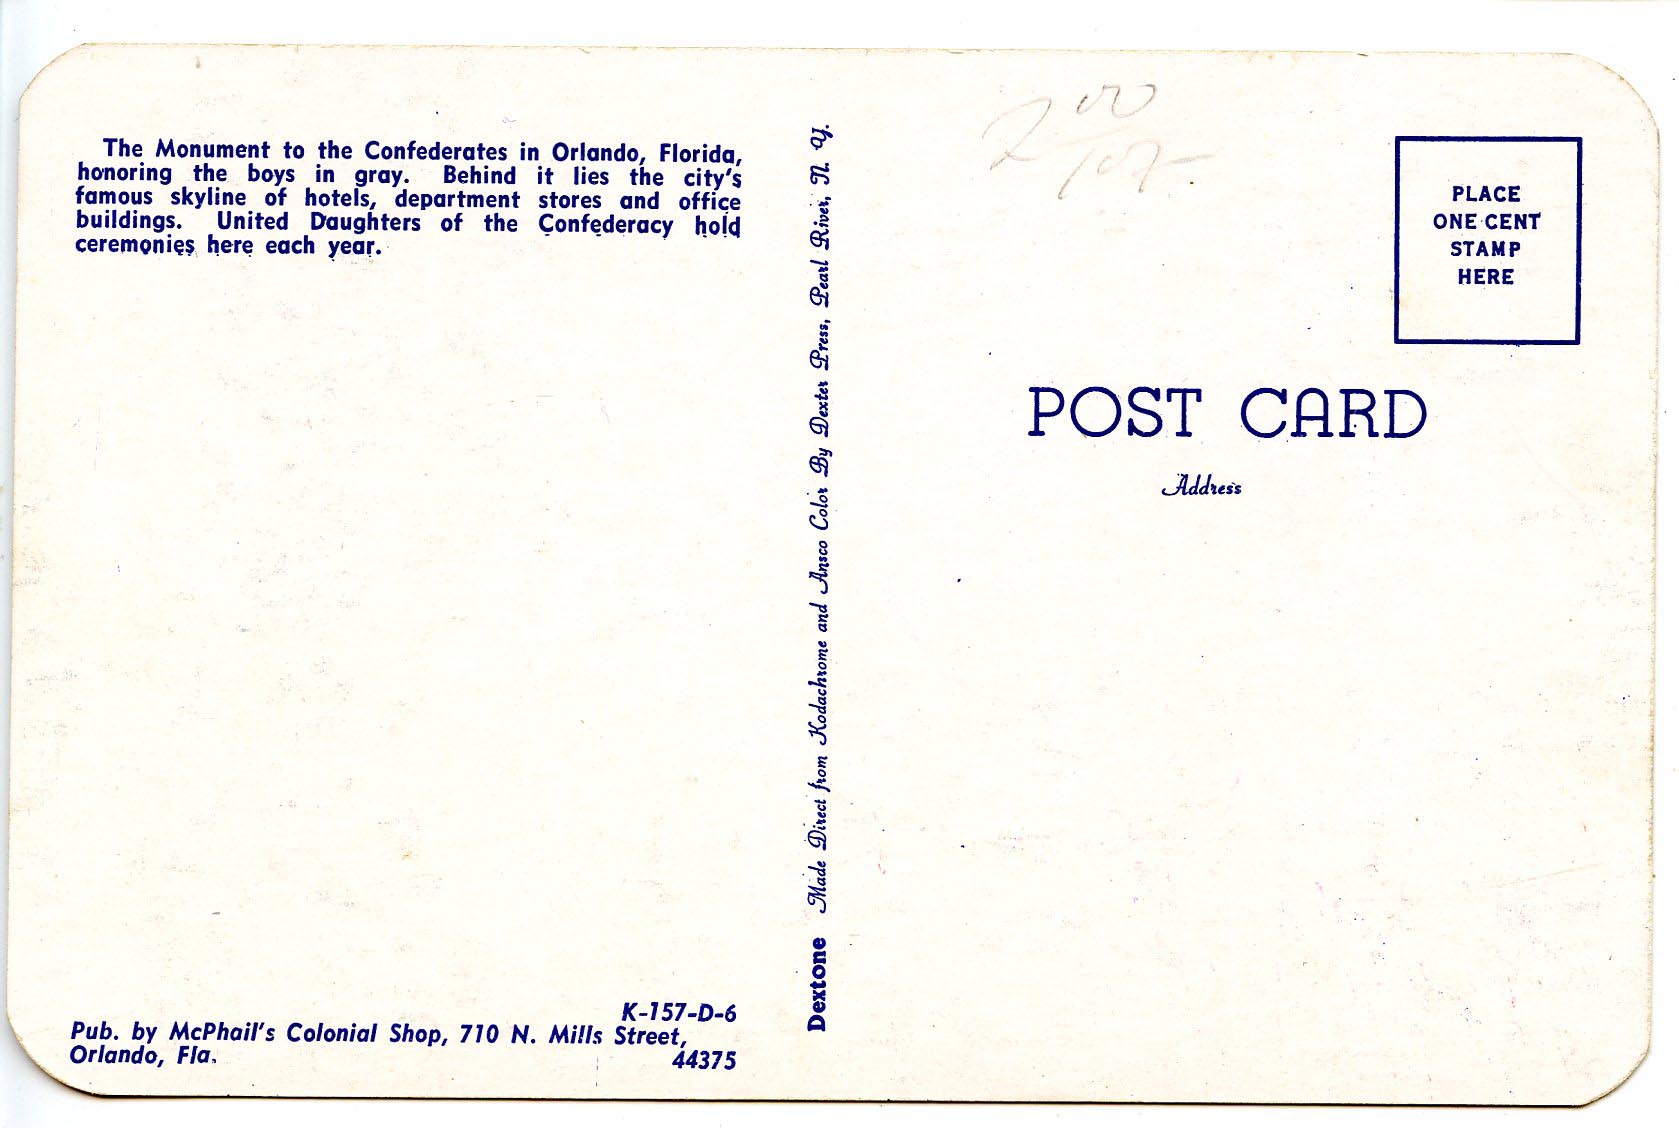 The Monument to the Confederates in Orlando, Florida,
honoring the boys in gray. Behind it lies the city's
famous skyline of hotels, department stores and office
buildings. United Daughters of the Confederacy hold
ceremonies here each year.
K-157-D-6
Pub. by McPhail's Colonial Shop, 710 N. Mills Street,
Orlando, Fla. 44375
Dextone Made Direct from Kodachrome and Ansco Color By Dexter Press, Pearl River, N. Y.
2 00
PLACE
ONE CENT
STAMP
HERE
POST CARD
Address